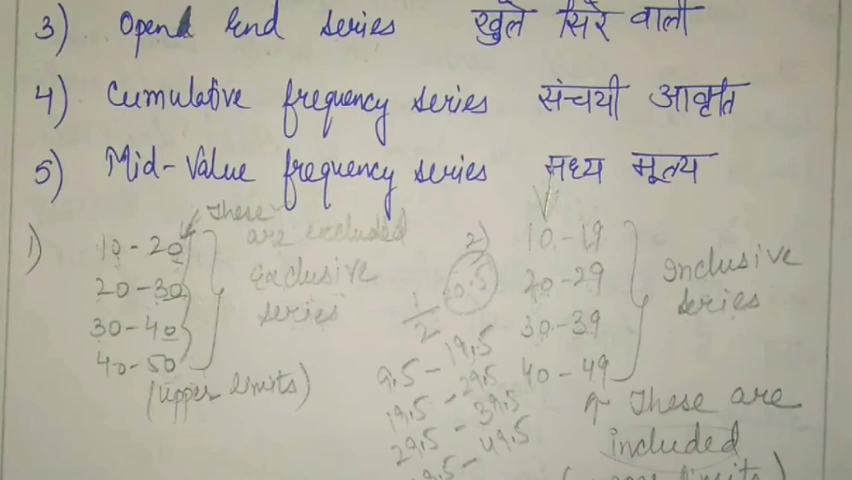 3) Open End series खुले सिरे वाली
4) Cumulative frequency series संचयी आवृत्ति
5) Mid-Value frequency series मध्य मूल्य
1) 10-20
20-30
30-40
40-50
(upper limits)
These
are excluded
Exclusive
series
2) 10-19
20-29
30-39
40-49
Inclusive
series
1/2 0.5
9.5-19.5
19.5-29.5
29.5-39.5
-49.5
These are
included
limits)